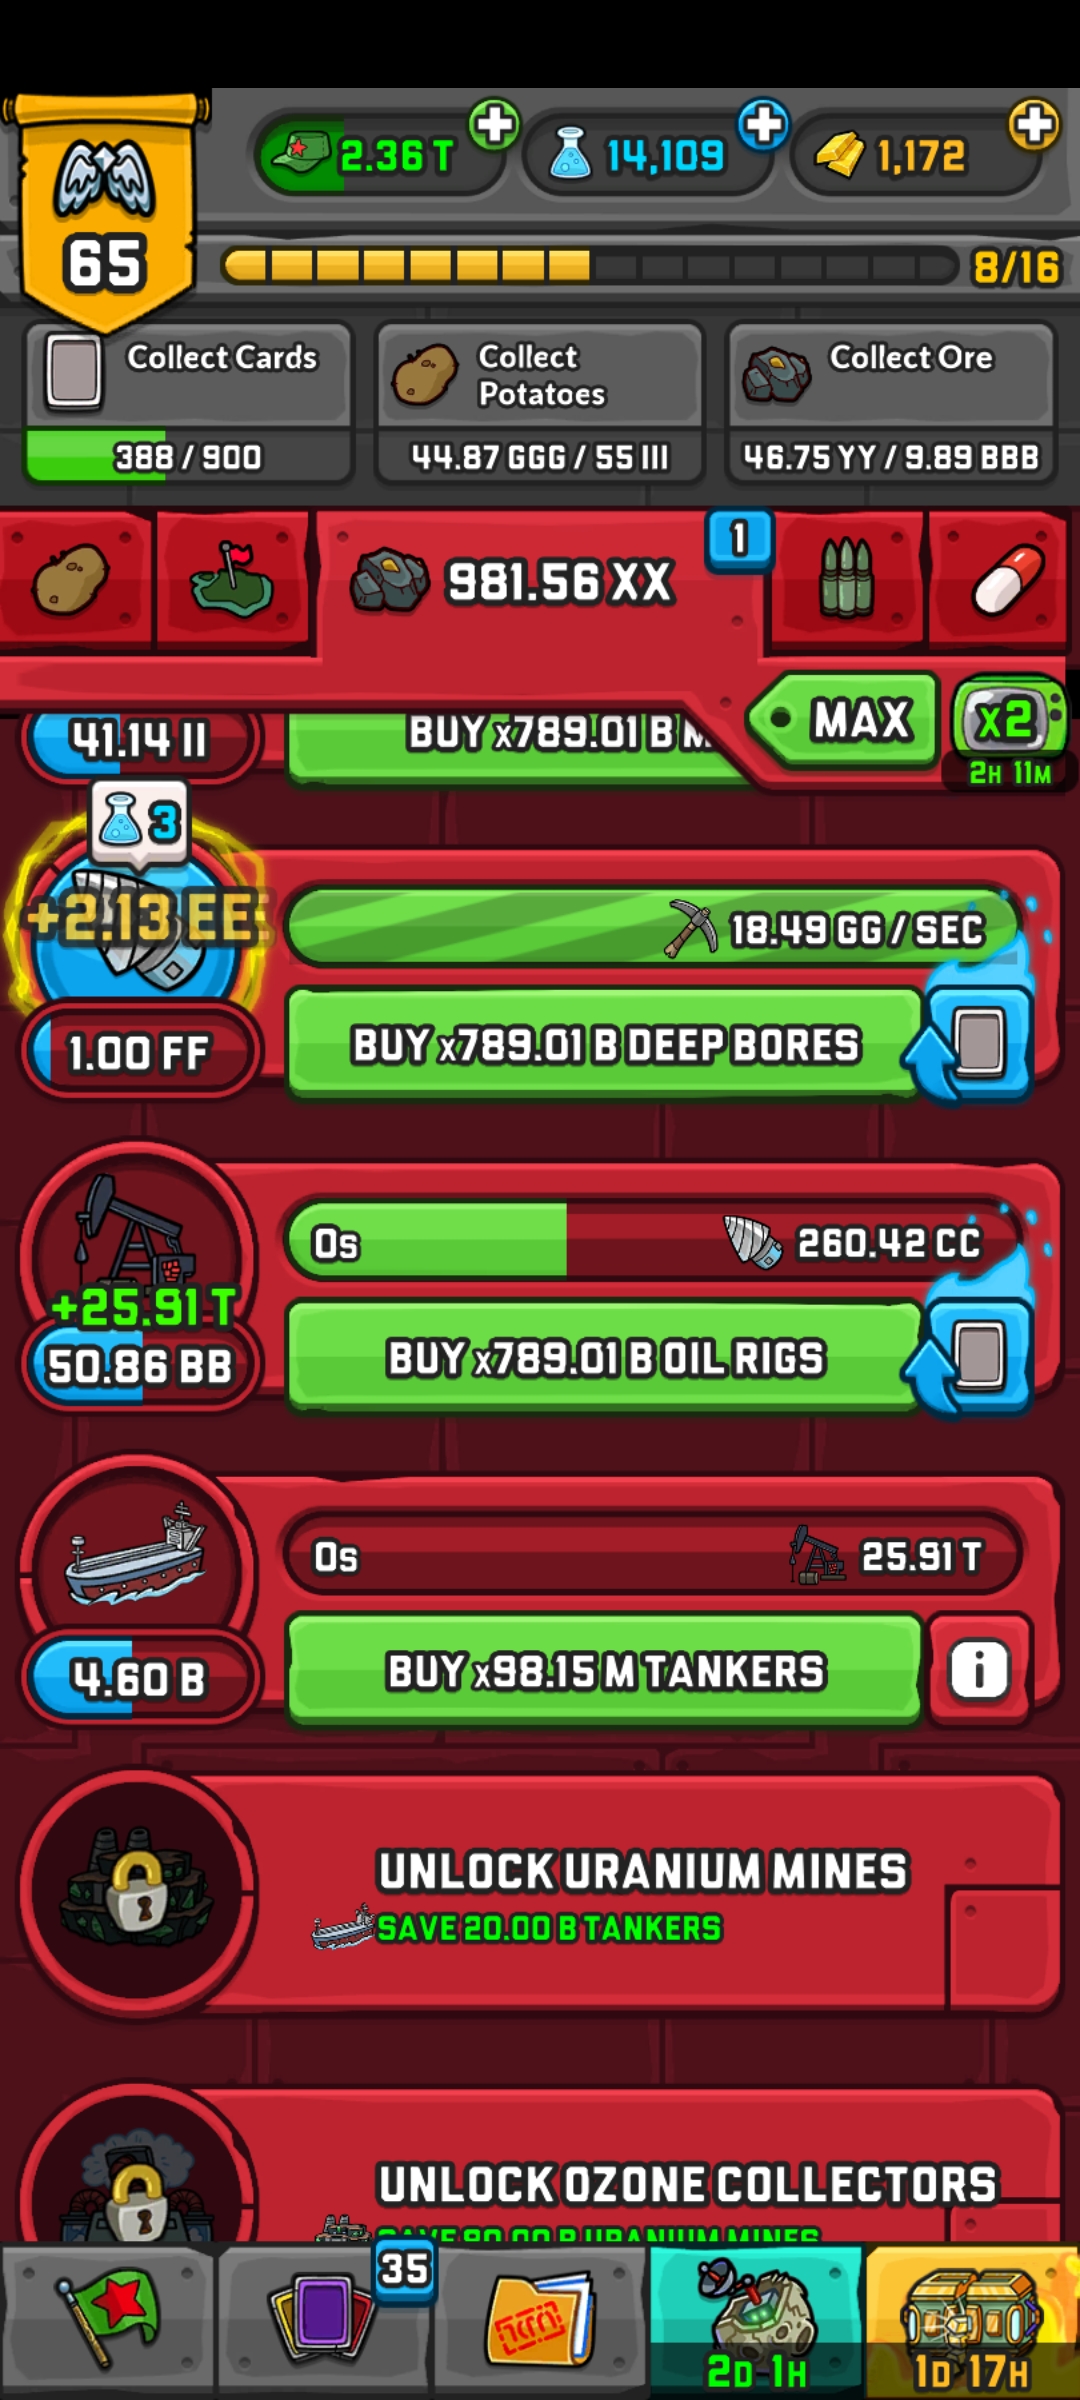 2.36 T
14,109
1,172
65
8/16
Collect Cards
Collect
Potatoes
Collect Ore
388 / 900
44.87 GGG / 55 III
46.75 YY / 9.89 BBB
981.56 XX
1
MAX
x2
2H 11M
41.14 II
BUY x789.01 B M
3
+2.13 EE
18.49 GG / SEC
1.00 FF
BUY x789.01 B DEEP BORES
0s
260.42 CC
+25.91 T
50.86 BB
BUY x789.01 B OIL RIGS
0s
25.91 T
4.60 B
BUY x98.15 M TANKERS
i
UNLOCK URANIUM MINES
SAVE 20.00 B TANKERS
UNLOCK OZONE COLLECTORS
SAVE 90.00 B URANIUM MINES
35
2D 1H
1D 17H